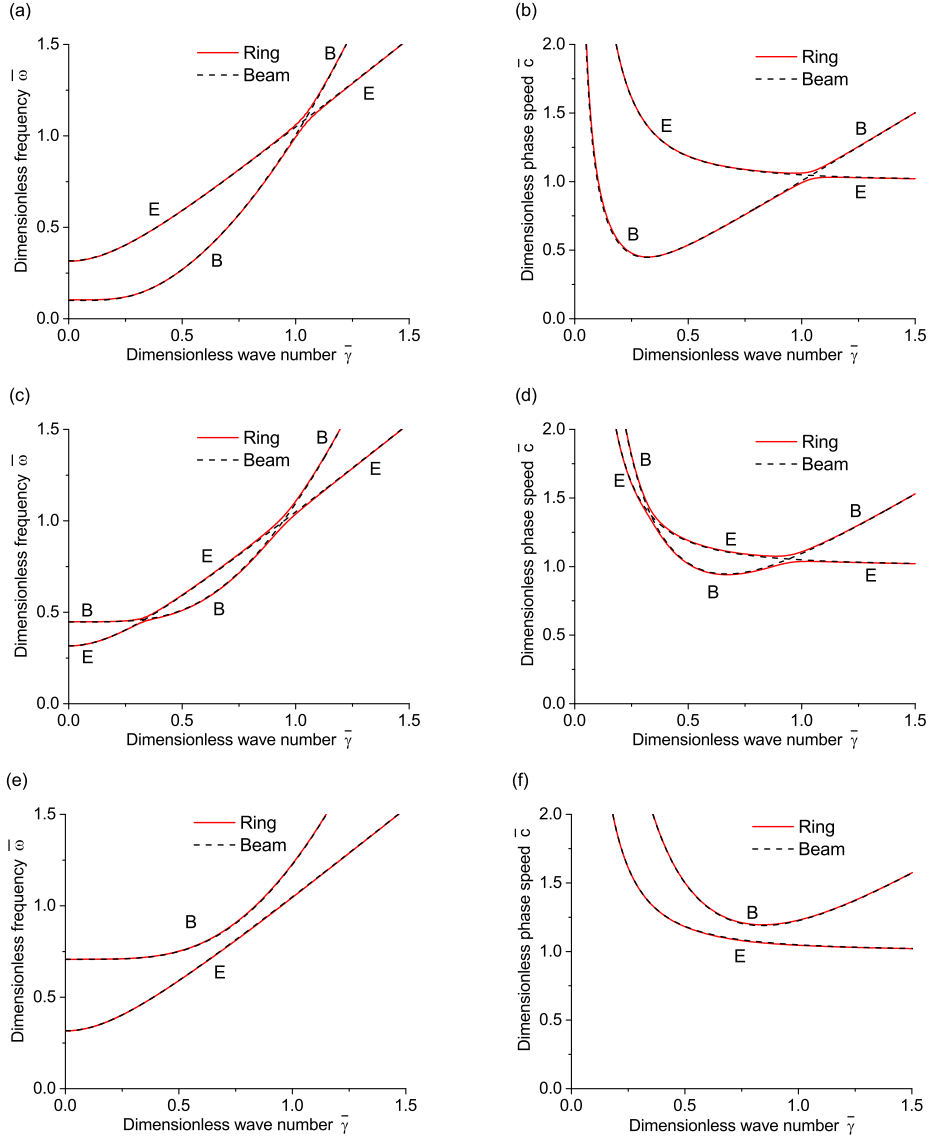 (a)
Dimensionless frequency ω̅
1.5
1.0
0.5
0.0
Ring
Beam
B
E
E
B
0.0 0.5 1.0 1.5
Dimensionless wave number γ̅
(b)
Dimensionless phase speed c̅
2.0
1.5
1.0
0.5
0.0
Ring
Beam
E
B
E
B
0.0 0.5 1.0 1.5
Dimensionless wave number γ̅
(c)
Dimensionless frequency ω̅
1.5
1.0
0.5
0.0
Ring
Beam
B
E
E
B
B
E
0.0 0.5 1.0 1.5
Dimensionless wave number γ̅
(d)
Dimensionless phase speed c̅
2.0
1.5
1.0
0.5
0.0
Ring
Beam
B
E
B
E
E
B
0.0 0.5 1.0 1.5
Dimensionless wave number γ̅
(e)
Dimensionless frequency ω̅
1.5
1.0
0.5
0.0
Ring
Beam
B
E
0.0 0.5 1.0 1.5
Dimensionless wave number γ̅
(f)
Dimensionless phase speed c̅
2.0
1.5
1.0
0.5
0.0
Ring
Beam
B
E
0.0 0.5 1.0 1.5
Dimensionless wave number γ̅